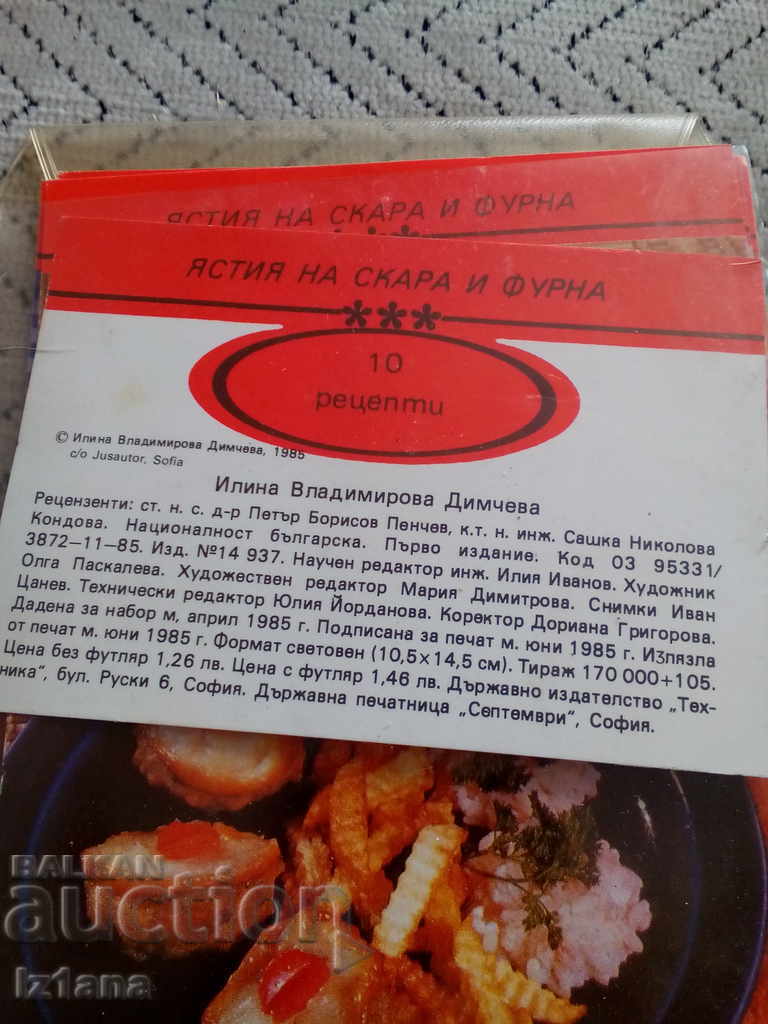 ЯСТИЯ НА СКАРА И ФУРНА
ЯСТИЯ НА СКАРА И ФУРНА
***
10
рецепти
© Илина Владимирова Димчева, 1985
c/o Jusautor, Sofia
Илина Владимирова Димчева
Рецензенти: ст. н. с. д-р Петър Борисов Пенчев, к.т. н. инж. Сашка Николова
Кондова. Националност българска. Първо издание. Код 03 95331/
3872—11—85. Изд. №14 937. Научен редактор инж. Илия Иванов. Художник
Олга Паскалева. Художествен редактор Мария Димитрова. Снимки Иван
Цанев. Технически редактор Юлия Йорданова. Коректор Дориана Григорова.
Дадена за набор м, април 1985 г. Подписана за печат м. юни 1985 г. Излязла
от печат м. юни 1985 г. Формат световен (10,5×14,5 см). Тираж 170 000+105.
Цена без футляр 1,26 лв. Цена с футляр 1,46 лв. Държавно издателство „Тех-
ника“, бул. Руски 6, София. Държавна печатница „Септември“, София.
BALKAN
auction
Iz1ana